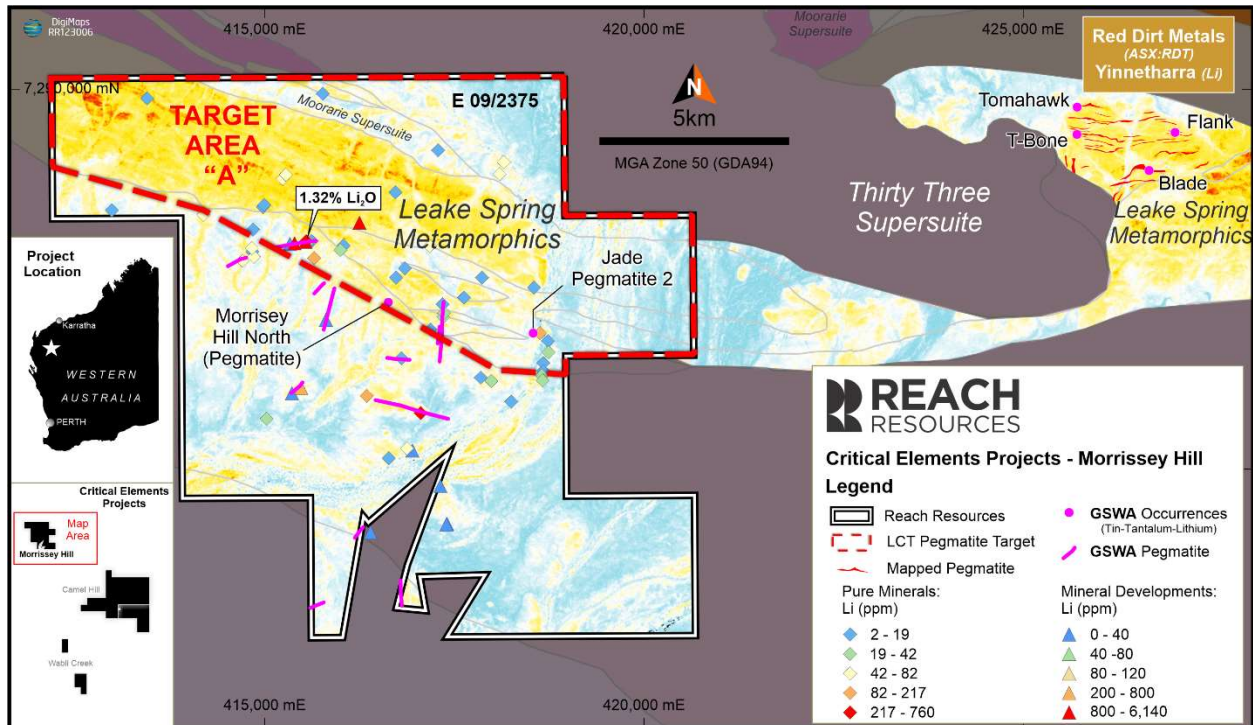 DigiMaps
RR123006
415,000 mE
420,000 mE
425,000 mE
Moorarie
Supersuite
Red Dirt Metals
(ASX:RDT)
Yinnetharra (Li)
7,290,000 mN
E 09/2375
N
5km
MGA Zone 50 (GDA94)
Moorarie Supersuite
TARGET
AREA
“A”
1.32% Li₂O
Leake Spring
Metamorphics
Tomahawk
T-Bone
Flank
Blade
Thirty Three
Supersuite
Leake Spring
Metamorphics
Jade
Pegmatite 2
Morrisey
Hill North
(Pegmatite)
Project
Location
Karratha
WESTERN
AUSTRALIA
PERTH
Critical Elements
Projects
Map
Area
Morrissey Hill
Camel Hill
Wabli Creek
415,000 mE
420,000 mE
REACH
RESOURCES
Critical Elements Projects - Morrissey Hill
Legend
Reach Resources
LCT Pegmatite Target
Mapped Pegmatite
GSWA Occurrences
(Tin-Tantalum-Lithium)
GSWA Pegmatite
Pure Minerals:
Li (ppm)
2 - 19
19 - 42
42 - 82
82 - 217
217 - 760
Mineral Developments:
Li (ppm)
0 - 40
40 -80
80 - 120
200 - 800
800 - 6,140